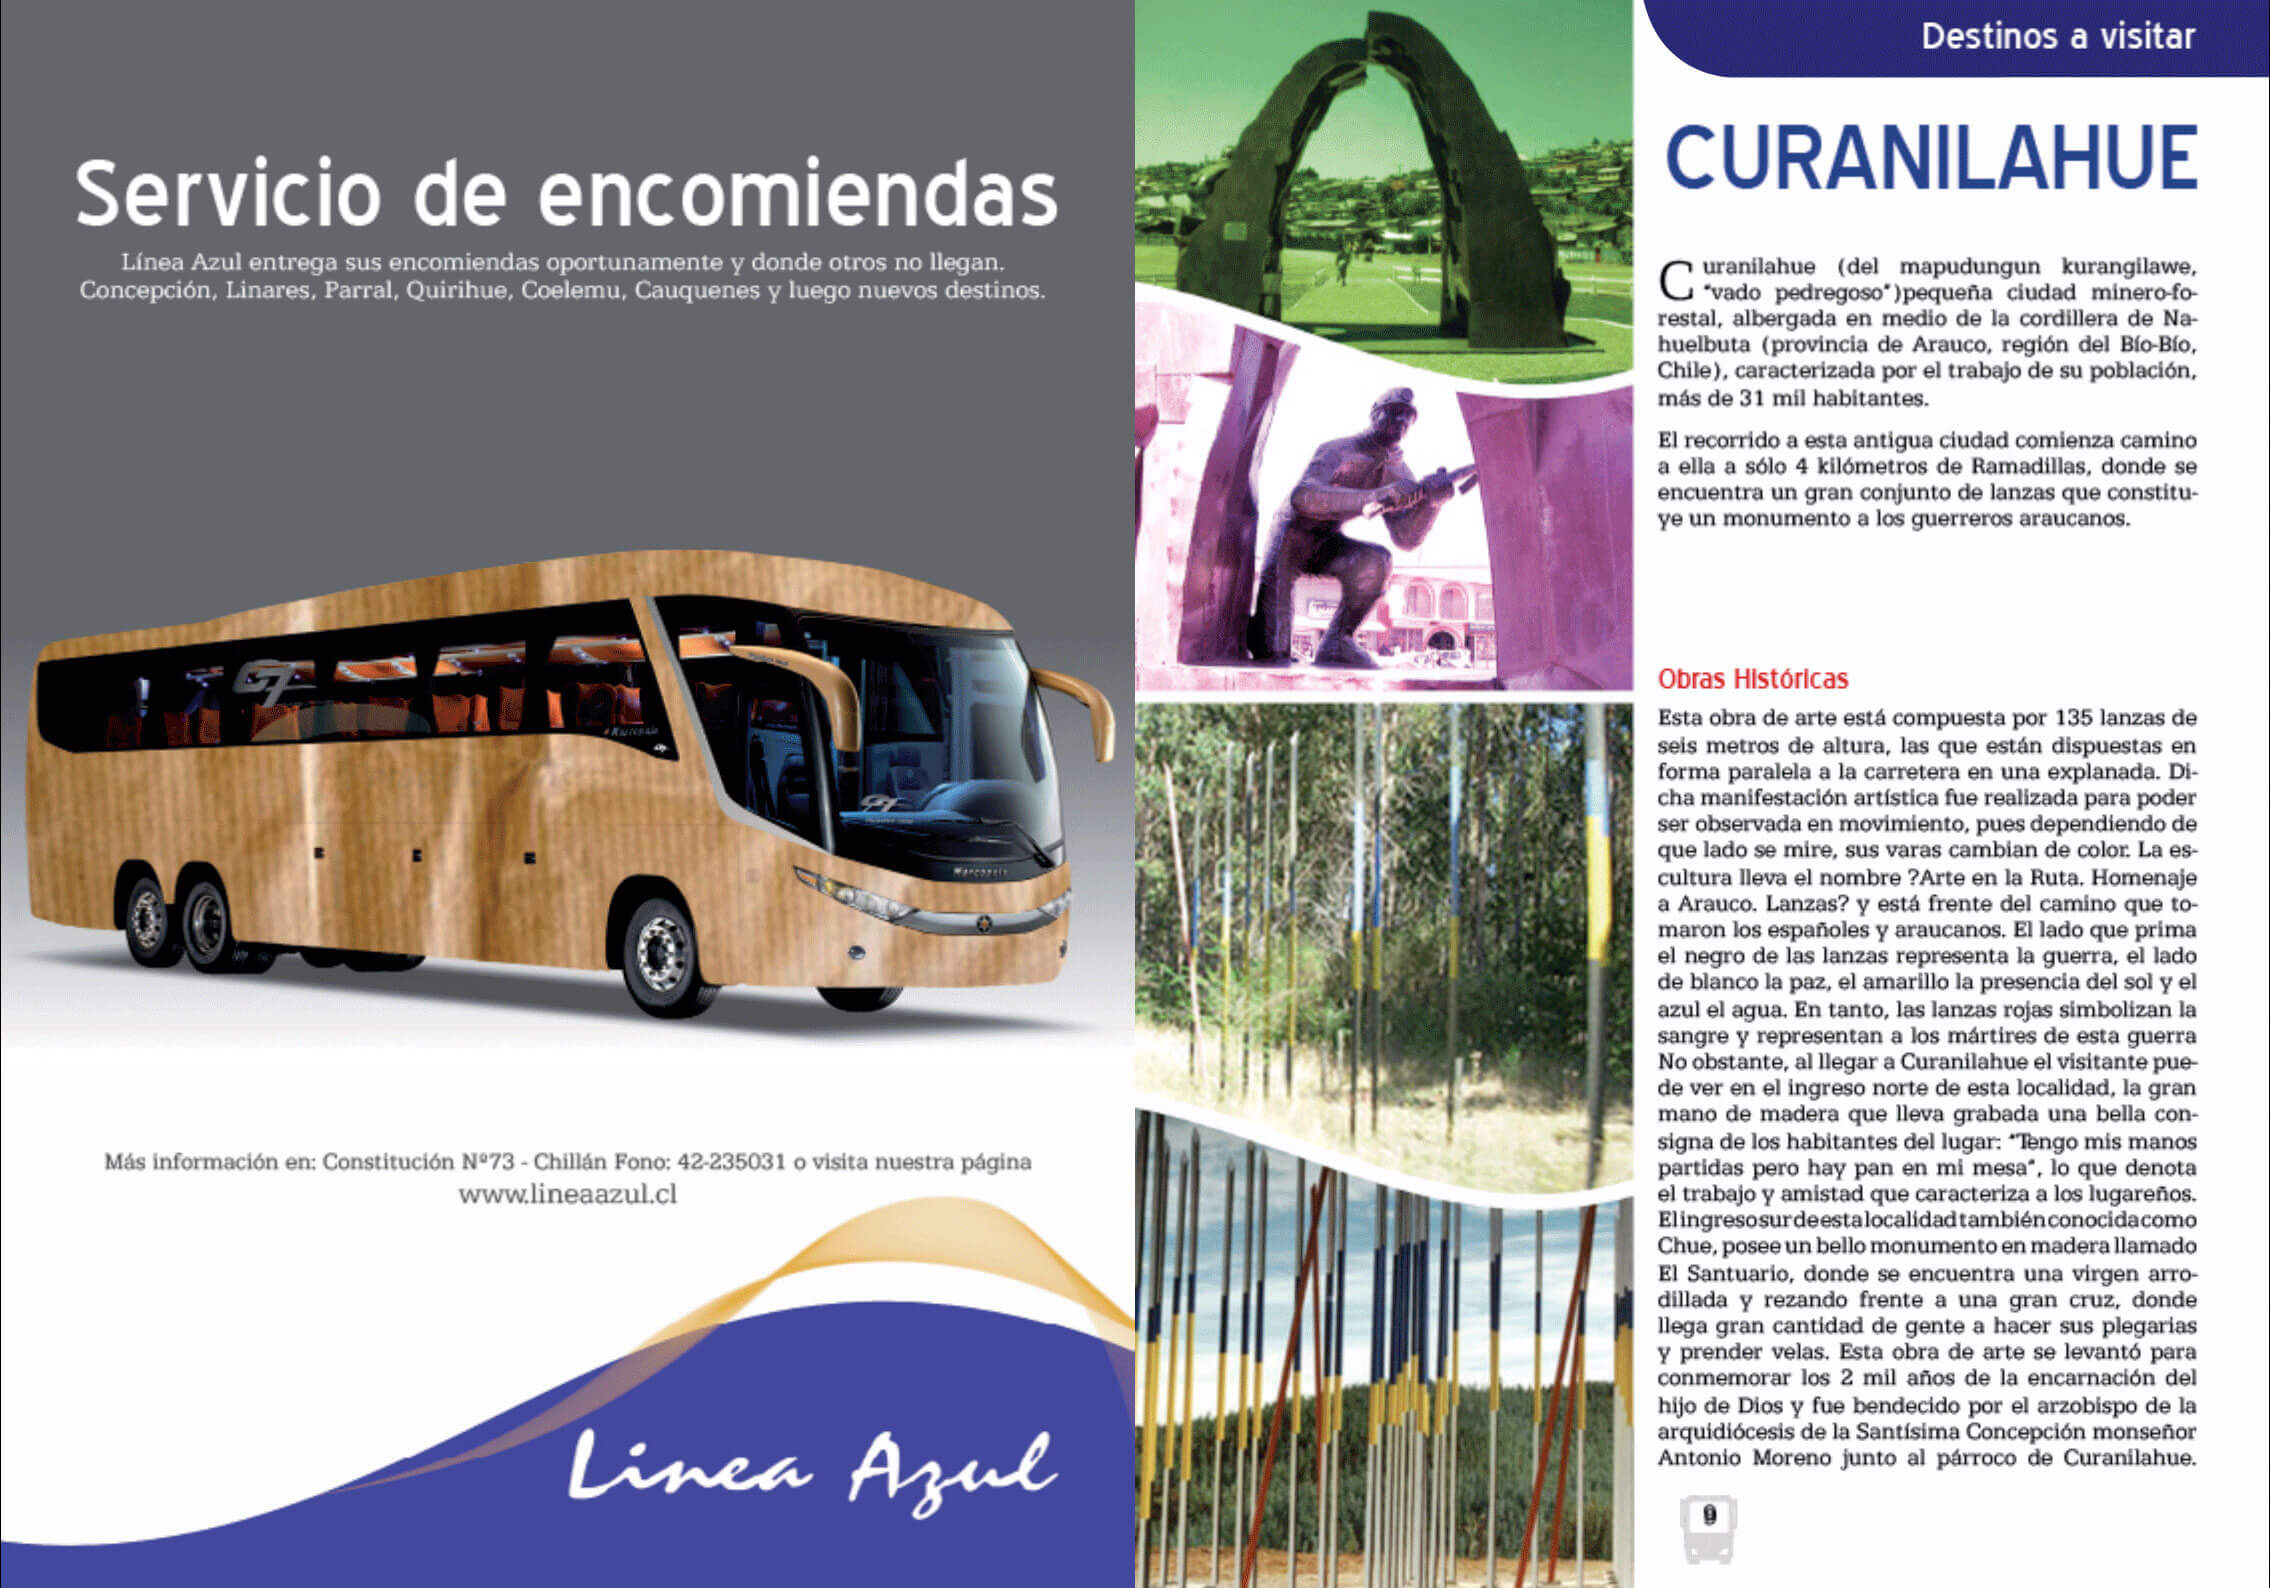 Servicio de encomiendas
Línea Azul entrega sus encomiendas oportunamente y donde otros no llegan.
Concepción, Linares, Parral, Quirihue, Coelemu, Cauquenes y luego nuevos destinos.
Marcopolo
Más información en: Constitución Nº73 - Chillán Fono: 42-235031 o visita nuestra página
www.lineaazul.cl
Linea Azul
Destinos a visitar
CURANILAHUE
Curanilahue (del mapudungun kurangilawe,
"vado pedregoso")pequeña ciudad minero-fo-
restal, albergada en medio de la cordillera de Na-
huelbuta (provincia de Arauco, región del Bío-Bío,
Chile), caracterizada por el trabajo de su población,
más de 31 mil habitantes.
El recorrido a esta antigua ciudad comienza camino
a ella a sólo 4 kilómetros de Ramadillas, donde se
encuentra un gran conjunto de lanzas que constitu-
ye un monumento a los guerreros araucanos.
Obras Históricas
Esta obra de arte está compuesta por 135 lanzas de
seis metros de altura, las que están dispuestas en
forma paralela a la carretera en una explanada. Di-
cha manifestación artística fue realizada para poder
ser observada en movimiento, pues dependiendo de
que lado se mire, sus varas cambian de color. La es-
cultura lleva el nombre ?Arte en la Ruta. Homenaje
a Arauco. Lanzas? y está frente del camino que to-
maron los españoles y araucanos. El lado que prima
el negro de las lanzas representa la guerra, el lado
de blanco la paz, el amarillo la presencia del sol y el
azul el agua. En tanto, las lanzas rojas simbolizan la
sangre y representan a los mártires de esta guerra
No obstante, al llegar a Curanilahue el visitante pue-
de ver en el ingreso norte de esta localidad, la gran
mano de madera que lleva grabada una bella con-
signa de los habitantes del lugar: "Tengo mis manos
partidas pero hay pan en mi mesa", lo que denota
el trabajo y amistad que caracteriza a los lugareños.
El ingreso sur de esta localidad también conocida como
Chue, posee un bello monumento en madera llamado
El Santuario, donde se encuentra una virgen arro-
dillada y rezando frente a una gran cruz, donde
llega gran cantidad de gente a hacer sus plegarias
y prender velas. Esta obra de arte se levantó para
conmemorar los 2 mil años de la encarnación del
hijo de Dios y fue bendecido por el arzobispo de la
arquidiócesis de la Santísima Concepción monseñor
Antonio Moreno junto al párroco de Curanilahue.
9